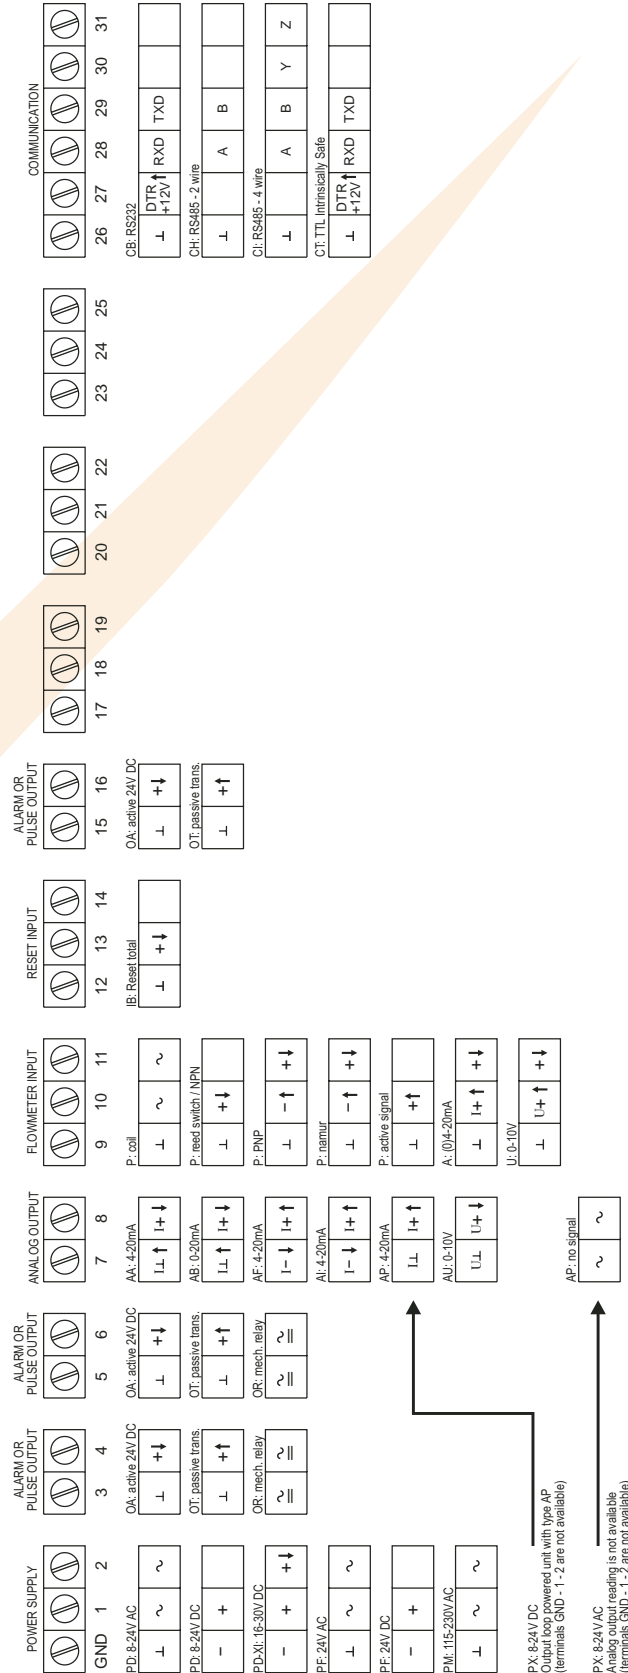 POWER SUPPLY
GND 1 2
PD: 8-24V AC
⊥ ~ ~
PD: 8-24V DC
− +
PD-XI: 16-30V DC
− + +↓
PF: 24V AC
⊥ ~ ~
PF: 24V DC
− +
PM: 115-230V AC
⊥ ~ ~
PX: 8-24V DC
Output loop powered unit with type AP
(terminals GND - 1 - 2 are not available)
PX: 8-24V AC
Analog output reading is not available
(terminals GND - 1 - 2 are not available)
ALARM OR
PULSE OUTPUT
3 4
OA: active 24V DC
⊥ +↓
OT: passive trans.
⊥ +↑
OR: mech. relay
ALARM OR
PULSE OUTPUT
5 6
OA: active 24V DC
⊥ +↓
OT: passive trans.
⊥ +↑
OR: mech. relay
ANALOG OUTPUT
7 8
AA: 4-20mA
I⊥↑ I+↓
AB: 0-20mA
I⊥↑ I+↓
AF: 4-20mA
I−↓ I+↑
AI: 4-20mA
I−↓ I+↑
AP: 4-20mA
I⊥ I+↑
AU: 0-10V
U⊥ U+↓
AP: no signal
~ ~
FLOWMETER INPUT
9 10 11
P: coil
⊥ ~ ~
P: reed switch / NPN
⊥ +↓
P: PNP
⊥ −↑ +↓
P: namur
⊥ −↑ +↓
P: active signal
⊥ +↑
A: (0)4-20mA
⊥ I+↑ +↓
U: 0-10V
⊥ U+↑ +↓
RESET INPUT
12 13 14
IB: Reset total
⊥ +↓
ALARM OR
PULSE OUTPUT
15 16
OA: active 24V DC
⊥ +↓
OT: passive trans.
⊥ +↑
17 18 19
20 21 22
23 24 25
COMMUNICATION
26 27 28 29 30 31
CB: RS232
⊥ DTR +12V↑ RXD TXD
CH: RS485 - 2 wire
⊥ A B
CI: RS485 - 4 wire
⊥ A B Y Z
CT: TTL Intrinsically Safe
⊥ DTR +12V↑ RXD TXD